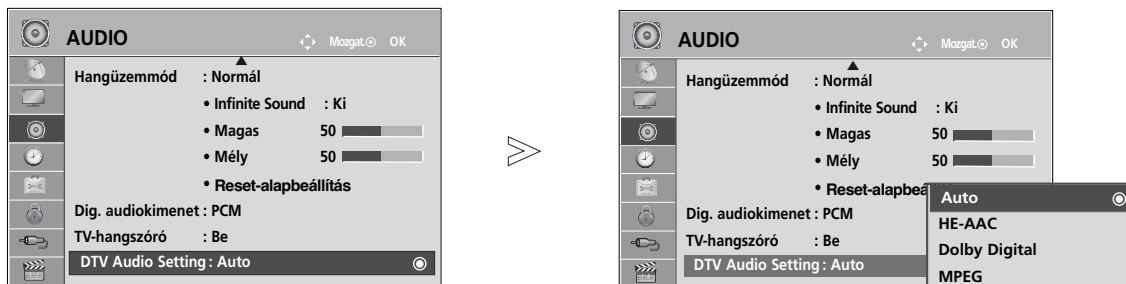 AUDIO
Mozgat. OK
Hangüzemmód : Normál
• Infinite Sound : Ki
• Magas 50
• Mély 50
• Reset-alapbeállítás
Dig. audiokimenet : PCM
TV-hangszóró : Be
DTV Audio Setting : Auto
>
AUDIO
Mozgat. OK
Hangüzemmód : Normál
• Infinite Sound : Ki
• Magas 50
• Mély 50
• Reset-alapbeá
Dig. audiokimenet : PCM
TV-hangszóró : Be
DTV Audio Setting : Auto
Auto
HE-AAC
Dolby Digital
MPEG